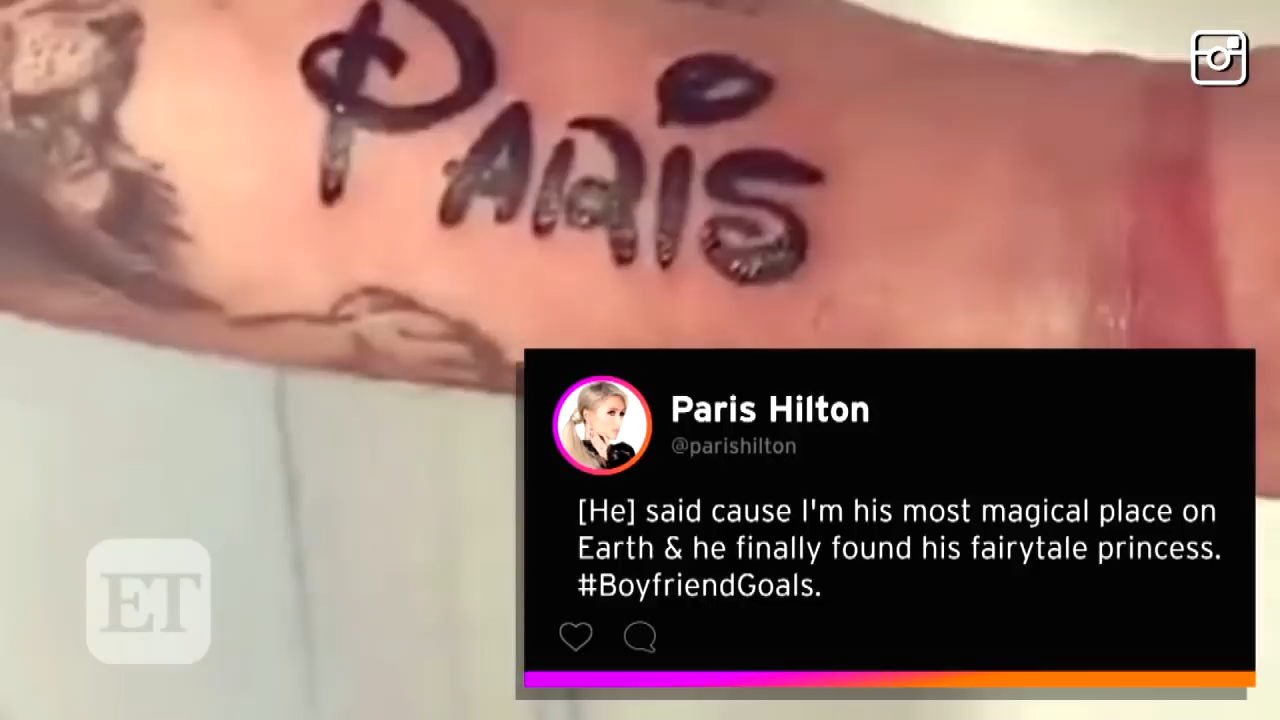 PARIS
Paris Hilton
@parishilton
[He] said cause I'm his most magical place on
Earth & he finally found his fairytale princess.
#BoyfriendGoals.
ET